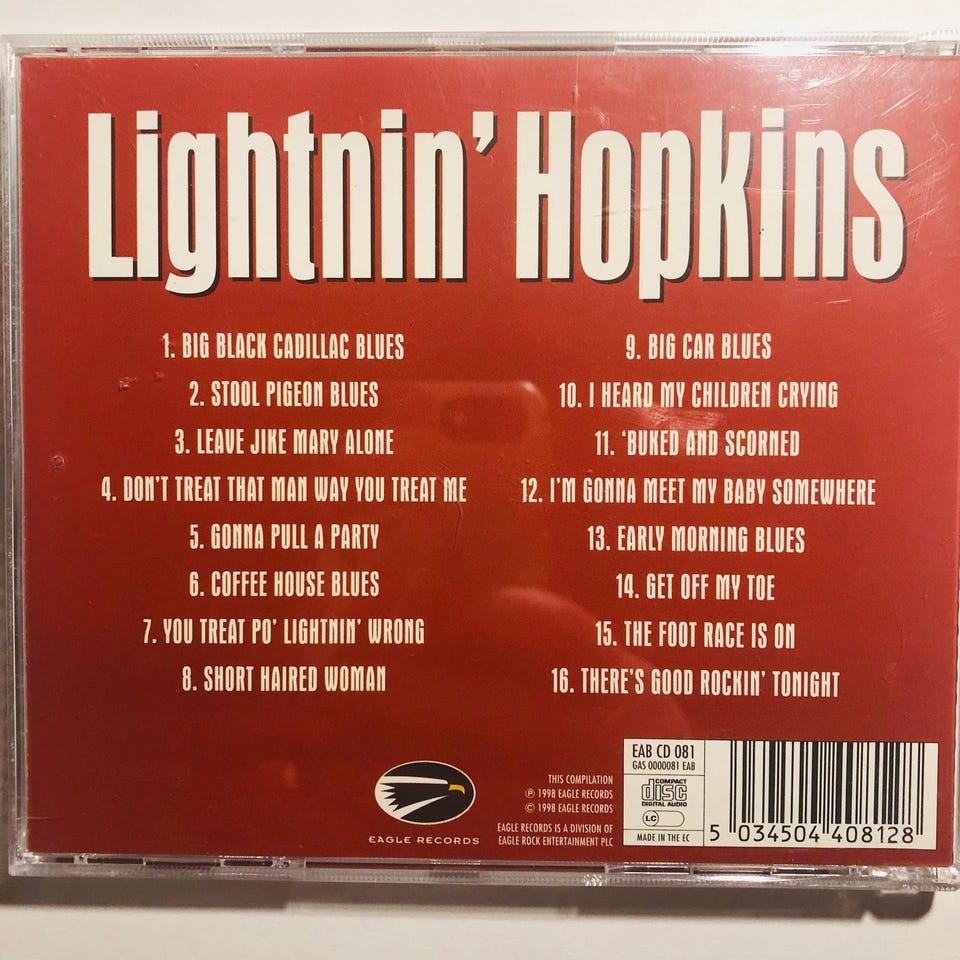 Lightnin' Hopkins
1. BIG BLACK CADILLAC BLUES
2. STOOL PIGEON BLUES
3. LEAVE JIKE MARY ALONE
4. DON'T TREAT THAT MAN WAY YOU TREAT ME
5. GONNA PULL A PARTY
6. COFFEE HOUSE BLUES
7. YOU TREAT PO' LIGHTNIN' WRONG
8. SHORT HAIRED WOMAN
9. BIG CAR BLUES
10. I HEARD MY CHILDREN CRYING
11. ‘BUKED AND SCORNED
12. I'M GONNA MEET MY BABY SOMEWHERE
13. EARLY MORNING BLUES
14. GET OFF MY TOE
15. THE FOOT RACE IS ON
16. THERE'S GOOD ROCKIN' TONIGHT
EAGLE RECORDS
THIS COMPILATION
℗ 1998 EAGLE RECORDS
© 1998 EAGLE RECORDS
EAGLE RECORDS IS A DIVISION OF
EAGLE ROCK ENTERTAINMENT PLC
EAB CD 081
GAS 0000081 EAB
COMPACT
disc
DIGITAL AUDIO
LC
MADE IN THE EC
5 034504 408128